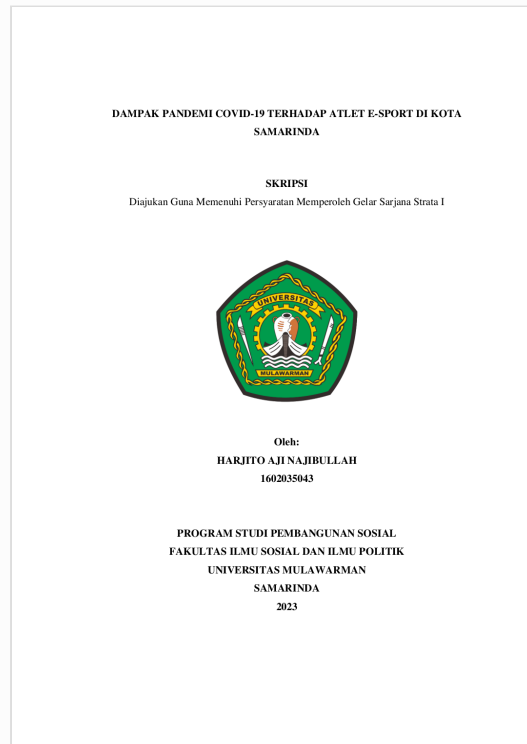 DAMPAK PANDEMI COVID-19 TERHADAP ATLET E-SPORT DI KOTA
SAMARINDA
SKRIPSI
Diajukan Guna Memenuhi Persyaratan Memperoleh Gelar Sarjana Strata I
UNIVERSITAS
MULAWARMAN
Oleh:
HARJITO AJI NAJIBULLAH
1602035043
PROGRAM STUDI PEMBANGUNAN SOSIAL
FAKULTAS ILMU SOSIAL DAN ILMU POLITIK
UNIVERSITAS MULAWARMAN
SAMARINDA
2023